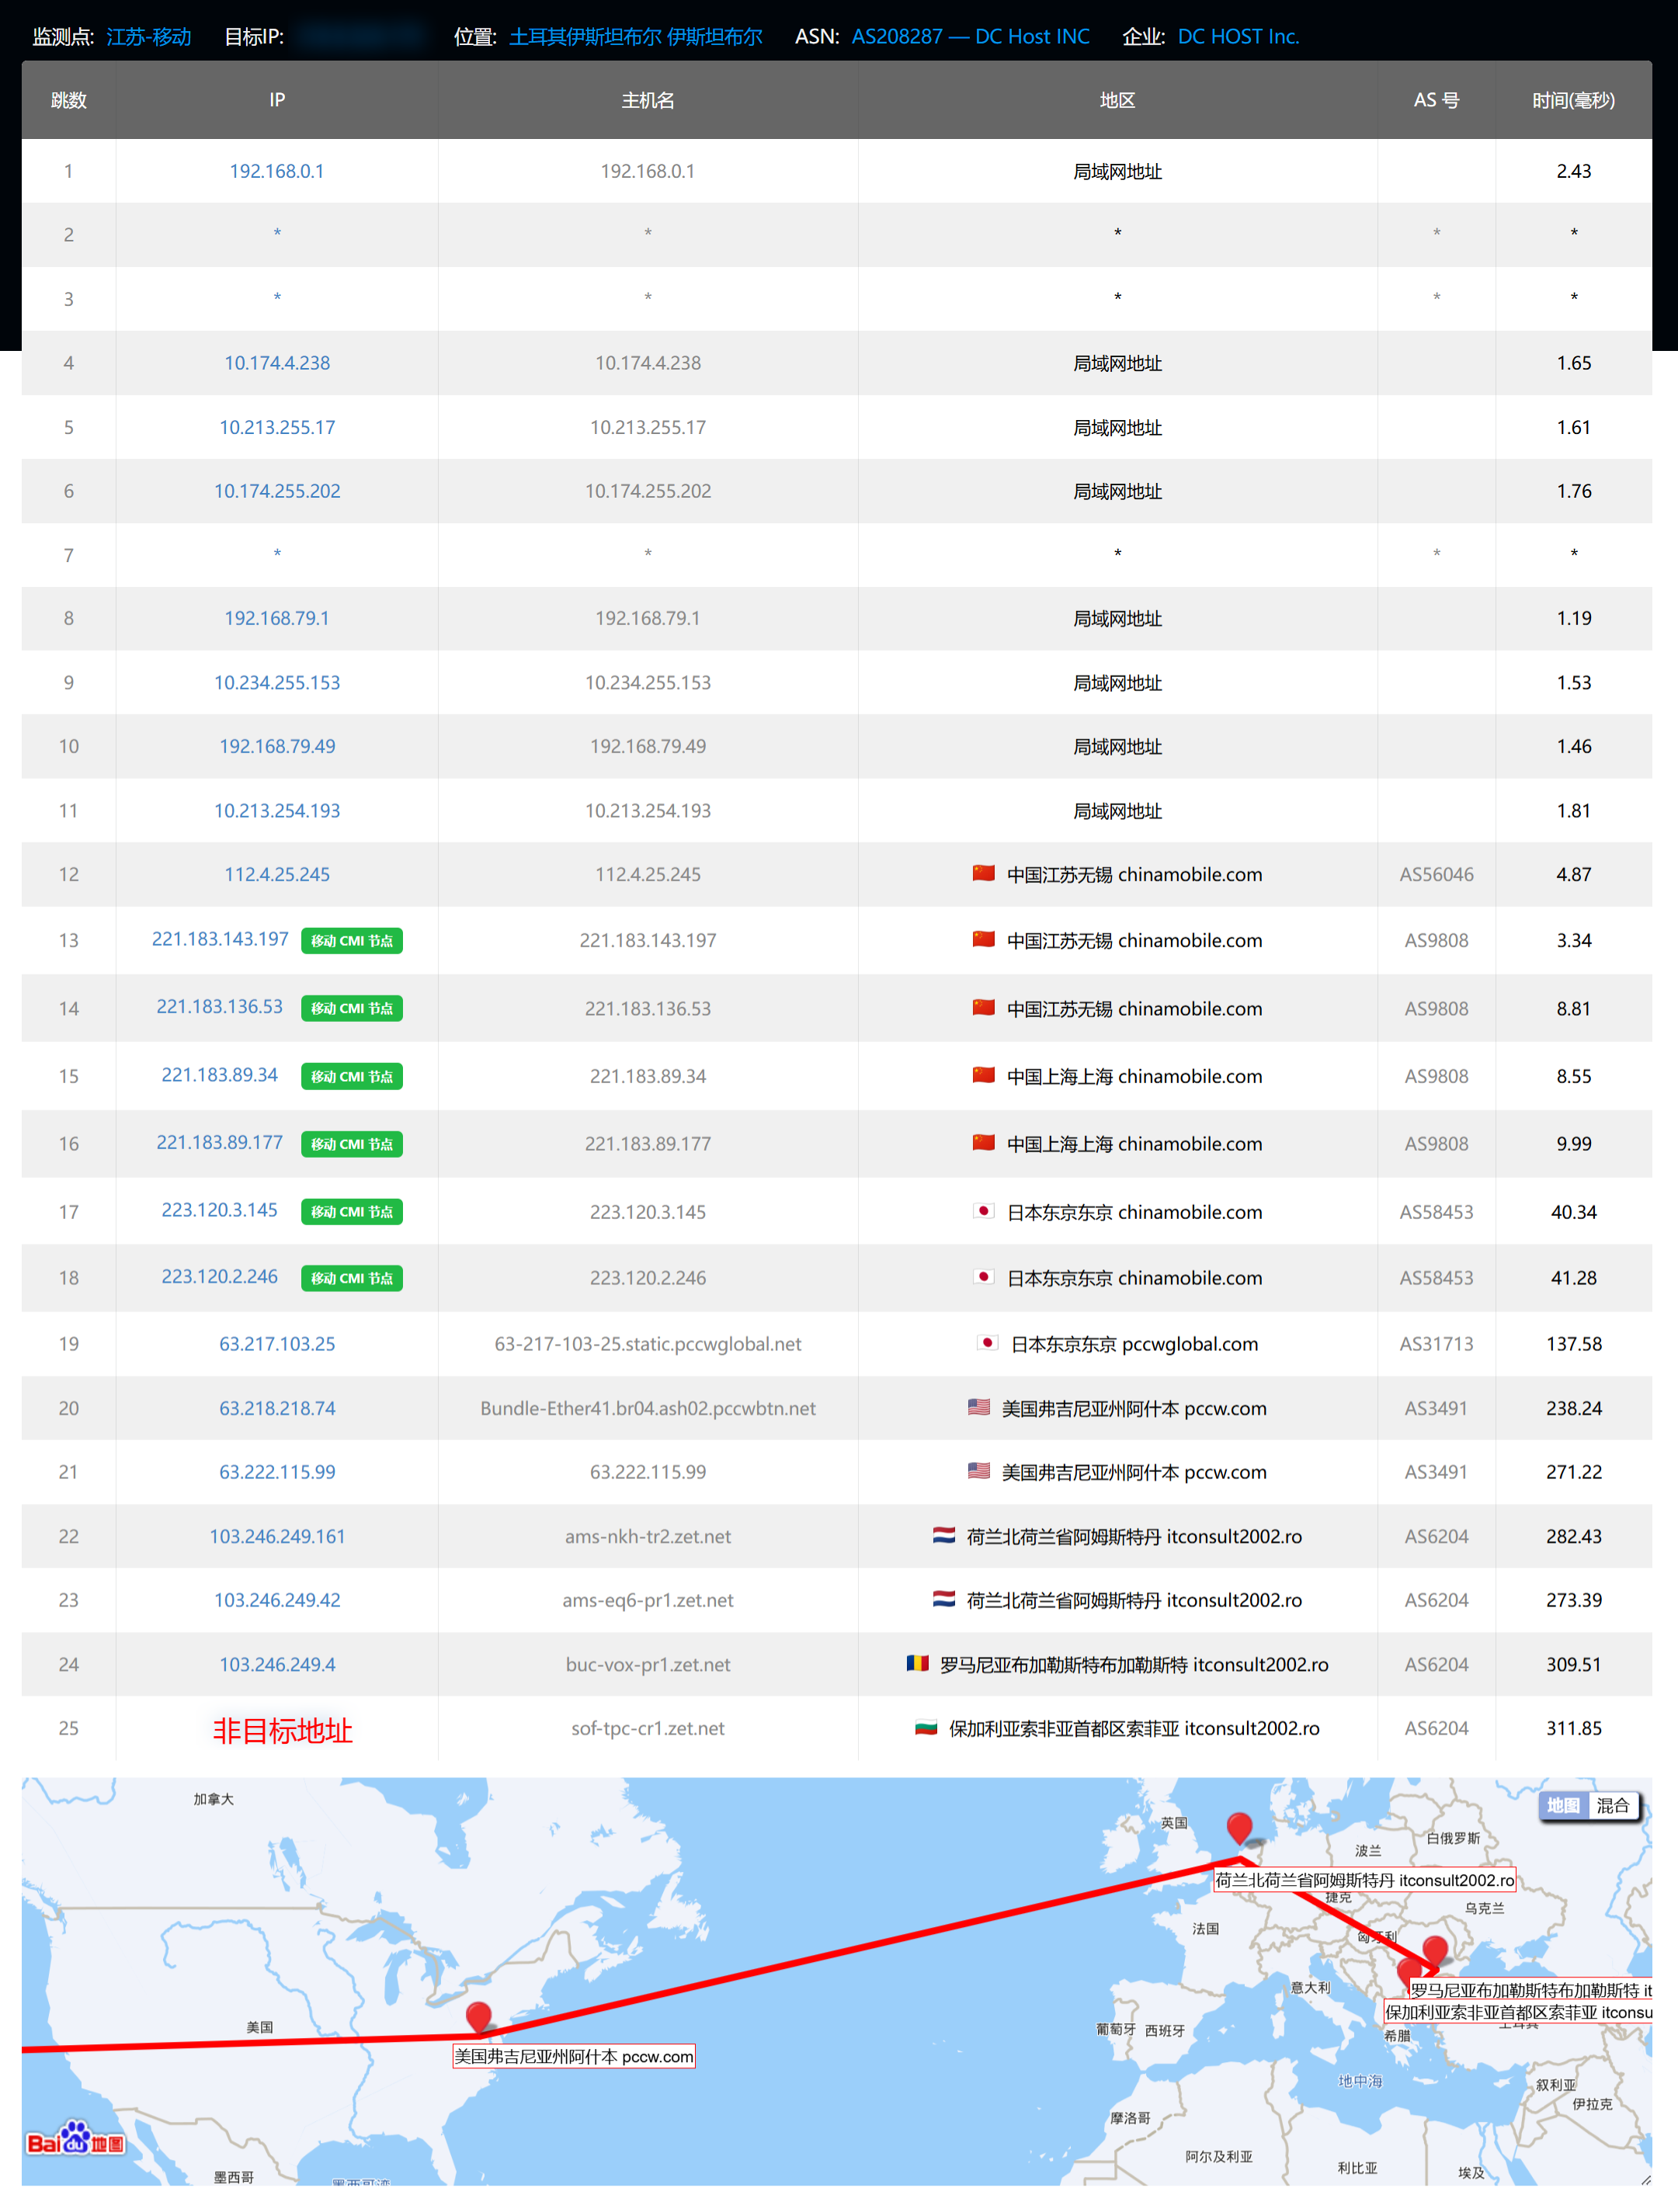 监测点: 江苏-移动 目标IP: 位置: 土耳其伊斯坦布尔 伊斯坦布尔 ASN: AS208287 — DC Host INC 企业: DC HOST Inc.
跳数 IP 主机名 地区 AS 号 时间(毫秒)
1 192.168.0.1 192.168.0.1 局域网地址 2.43
2 * * * * *
3 * * * * *
4 10.174.4.238 10.174.4.238 局域网地址 1.65
5 10.213.255.17 10.213.255.17 局域网地址 1.61
6 10.174.255.202 10.174.255.202 局域网地址 1.76
7 * * * * *
8 192.168.79.1 192.168.79.1 局域网地址 1.19
9 10.234.255.153 10.234.255.153 局域网地址 1.53
10 192.168.79.49 192.168.79.49 局域网地址 1.46
11 10.213.254.193 10.213.254.193 局域网地址 1.81
12 112.4.25.245 112.4.25.245 中国江苏无锡 chinamobile.com AS56046 4.87
13 221.183.143.197 移动 CMI 节点 221.183.143.197 中国江苏无锡 chinamobile.com AS9808 3.34
14 221.183.136.53 移动 CMI 节点 221.183.136.53 中国江苏无锡 chinamobile.com AS9808 8.81
15 221.183.89.34 移动 CMI 节点 221.183.89.34 中国上海上海 chinamobile.com AS9808 8.55
16 221.183.89.177 移动 CMI 节点 221.183.89.177 中国上海上海 chinamobile.com AS9808 9.99
17 223.120.3.145 移动 CMI 节点 223.120.3.145 日本东京东京 chinamobile.com AS58453 40.34
18 223.120.2.246 移动 CMI 节点 223.120.2.246 日本东京东京 chinamobile.com AS58453 41.28
19 63.217.103.25 63-217-103-25.static.pccwglobal.net 日本东京东京 pccwglobal.com AS31713 137.58
20 63.218.218.74 Bundle-Ether41.br04.ash02.pccwbtn.net 美国弗吉尼亚州阿什本 pccw.com AS3491 238.24
21 63.222.115.99 63.222.115.99 美国弗吉尼亚州阿什本 pccw.com AS3491 271.22
22 103.246.249.161 ams-nkh-tr2.zet.net 荷兰北荷兰省阿姆斯特丹 itconsult2002.ro AS6204 282.43
23 103.246.249.42 ams-eq6-pr1.zet.net 荷兰北荷兰省阿姆斯特丹 itconsult2002.ro AS6204 273.39
24 103.246.249.4 buc-vox-pr1.zet.net 罗马尼亚布加勒斯特布加勒斯特 itconsult2002.ro AS6204 309.51
25 非目标地址 sof-tpc-cr1.zet.net 保加利亚索非亚首都区索菲亚 itconsult2002.ro AS6204 311.85
加拿大
地图 混合
英国
白俄罗斯
波兰
荷兰北荷兰省阿姆斯特丹 itconsult2002.ro
捷克
乌克兰
法国
匈牙利
意大利
罗马尼亚布加勒斯特布加勒斯特 it
保加利亚索非亚首都区索菲亚 itconsu
美国
葡萄牙 西班牙
希腊
美国弗吉尼亚州阿什本 pccw.com
地中海
叙利亚
伊拉克
摩洛哥
Bai du 地图
阿尔及利亚
利比亚
埃及
墨西哥
墨西哥湾